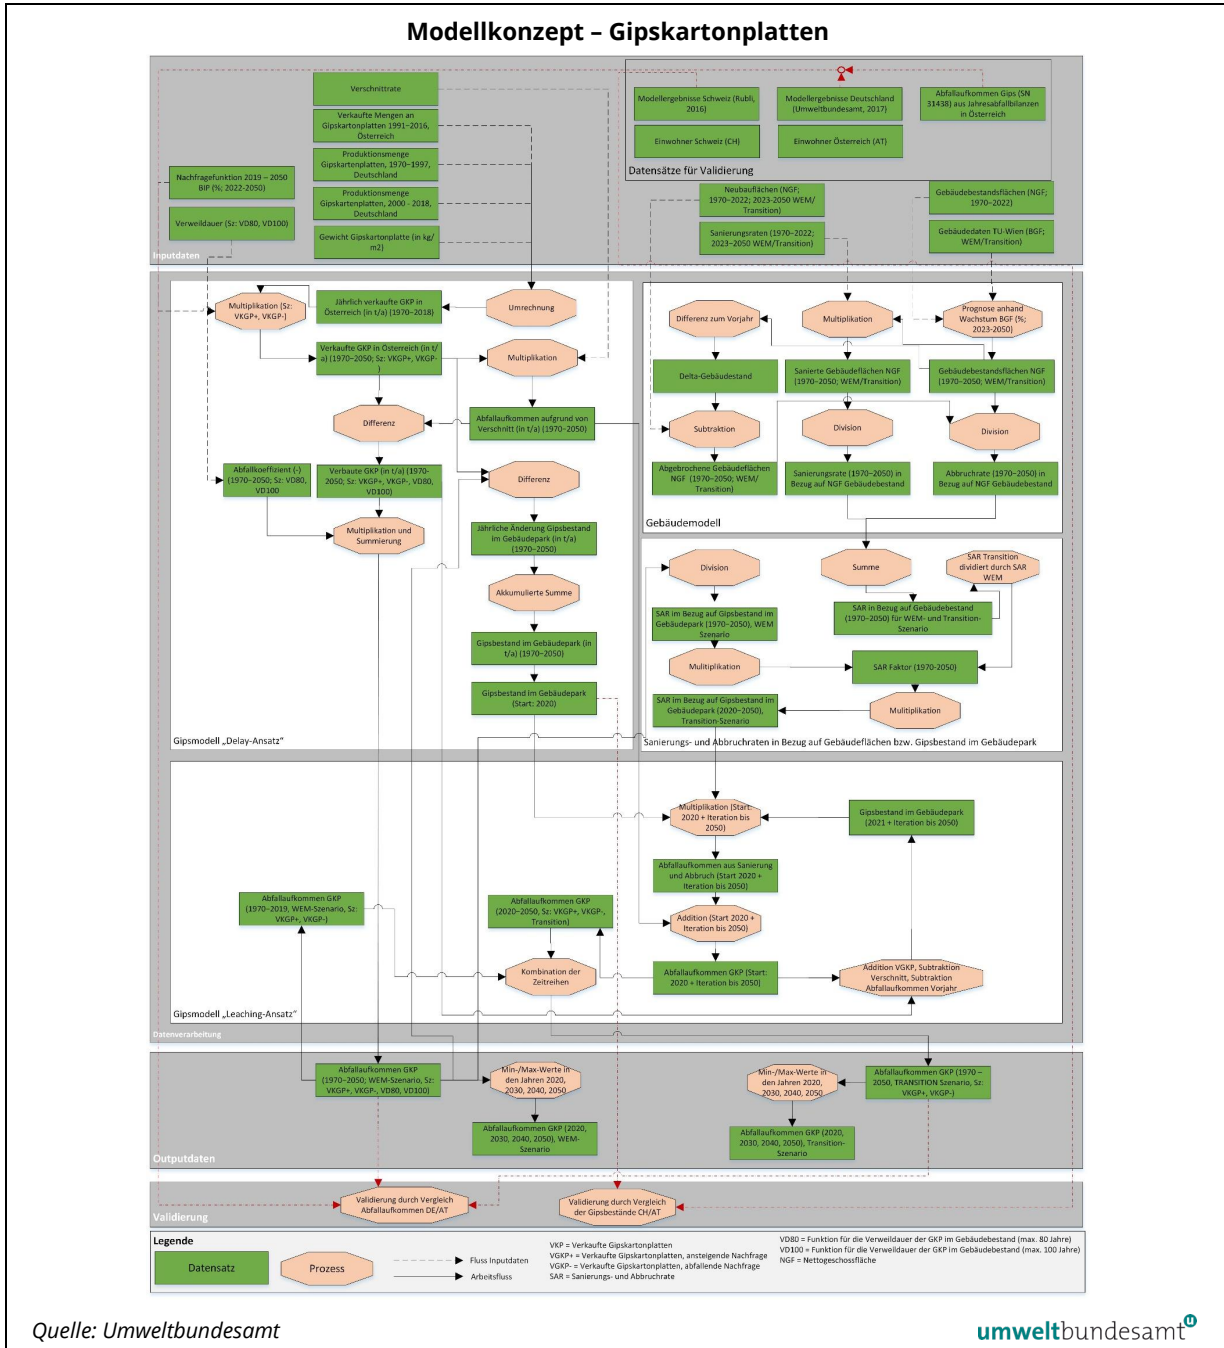 Modellkonzept – Gipskartonplatten
Verschnittrate
Verkaufte Mengen an
Gipskartonplatten 1991–2016,
Österreich
Produktionsmenge
Gipskartonplatten, 1970–1997,
Deutschland
Produktionsmenge
Gipskartonplatten, 2000 - 2018,
Deutschland
Gewicht Gipskartonplatte (in kg/
m2)
Nachfragefunktion 2019 – 2050
BIP (%; 2022-2050)
Verweildauer (Sz: VD80, VD100)
Inputdaten
Modellergebnisse Schweiz (Rubli,
2016)
Modellergebnisse Deutschland
(Umweltbundesamt, 2017)
Abfallaufkommen Gips (SN
31438) aus Jahresabfallbilanzen
in Österreich
Einwohner Schweiz (CH)
Einwohner Österreich (AT)
Datensätze für Validierung
Neubauflächen (NGF;
1970–2022; 2023-2050 WEM/
Transition)
Gebäudebestandsflächen (NGF;
1970–2022)
Sanierungsraten (1970–2022;
2023–2050 WEM/Transition)
Gebäudedaten TU-Wien (BGF;
WEM/Transition)
Multiplikation (Sz:
VKGP+, VKGP-)
Jährlich verkaufte GKP in
Österreich (in t/a) (1970–2018)
Umrechnung
Verkaufte GKP in Österreich (in t/
a) (1970–2050; Sz: VKGP+, VKGP-
)
Multiplikation
Differenz
Abfallaufkommen aufgrund von
Verschnitt (in t/a) (1970–2050)
Abfallkoeffizient (-)
(1970–2050; Sz: VD80,
VD100
Verbaute GKP (in t/a) (1970-
2050; Sz: VKGP+, VKGP-, VD80,
VD100)
Differenz
Multiplikation und
Summierung
Jährliche Änderung Gipsbestand
im Gebäudepark (in t/a)
(1970–2050)
Akkumulierte Summe
Gipsbestand im Gebäudepark (in
t/a) (1970–2050)
Gipsbestand im Gebäudepark
(Start: 2020)
Gipsmodell „Delay-Ansatz“
Differenz zum Vorjahr
Multiplikation
Prognose anhand
Wachstum BGF (%;
2023-2050)
Delta-Gebäudestand
Sanierte Gebäudeflächen NGF
(1970–2050; WEM/Transition)
Gebäudebestandsflächen NGF
(1970–2050; WEM/Transition)
Subtraktion
Division
Division
Abgebrochene Gebäudeflächen
NGF (1970–2050; WEM/
Transition)
Sanierungsrate (1970–2050) in
Bezug auf NGF Gebäudebestand
Abbruchrate (1970–2050) in
Bezug auf NGF Gebäudebestand
Gebäudemodell
Division
Summe
SAR Transition
dividiert durch SAR
WEM
SAR im Bezug auf Gipsbestand im
Gebäudepark (1970–2050), WEM
Szenario
SAR in Bezug auf Gebäudebestand
(1970–2050) für WEM- und Transition-
Szenario
Mulitiplikation
SAR Faktor (1970-2050)
SAR im Bezug auf Gipsbestand im
Gebäudepark (2020–2050),
Transition-Szenario
Mulitiplikation
Sanierungs- und Abbruchraten in Bezug auf Gebäudeflächen bzw. Gipsbestand im Gebäudepark
Multiplikation (Start:
2020 + Iteration bis
2050)
Gipsbestand im Gebäudepark
(2021 + Iteration bis 2050)
Abfallaufkommen aus Sanierung
und Abbruch (Start 2020 +
Iteration bis 2050)
Abfallaufkommen GKP
(1970–2019, WEM-Szenario, Sz:
VKGP+, VKGP-)
Abfallaufkommen GKP
(2020–2050, Sz: VKGP+, VKGP-,
Transition)
Addition (Start 2020 +
Iteration bis 2050)
Kombination der
Zeitreihen
Abfallaufkommen GKP (Start:
2020 + Iteration bis 2050)
Addition VGKP, Subtraktion
Verschnitt, Subtraktion
Abfallaufkommen Vorjahr
Gipsmodell „Leaching-Ansatz“
Datenverarbeitung
Abfallaufkommen GKP
(1970–2050; WEM-Szenario, Sz:
VKGP+, VKGP-, VD80, VD100)
Min-/Max-Werte in
den Jahren 2020,
2030, 2040, 2050
Min-/Max-Werte in
den Jahren 2020,
2030, 2040, 2050
Abfallaufkommen GKP (1970 –
2050, TRANSITION Szenario, Sz:
VKGP+, VKGP-)
Abfallaufkommen GKP (2020,
2030, 2040, 2050), WEM-
Szenario
Abfallaufkommen GKP (2020,
2030, 2040, 2050), Transition-
Szenario
Outputdaten
Validierung durch Vergleich
Abfallaufkommen DE/AT
Validierung durch Vergleich
der Gipsbestände CH/AT
Validierung
Legende
Datensatz
Prozess
Fluss Inputdaten
Arbeitsfluss
VKP = Verkaufte Gipskartonplatten
VGKP+ = Verkaufte Gipskartonplatten, ansteigende Nachfrage
VGKP- = Verkaufte Gipskartonplatten, abfallende Nachfrage
SAR = Sanierungs- und Abbruchrate
VD80 = Funktion für die Verweildauer der GKP im Gebäudebestand (max. 80 Jahre)
VD100 = Funktion für die Verweildauer der GKP im Gebäudebestand (max. 100 Jahre)
NGF = Nettogeschossfläche
Quelle: Umweltbundesamt
umweltbundesamt